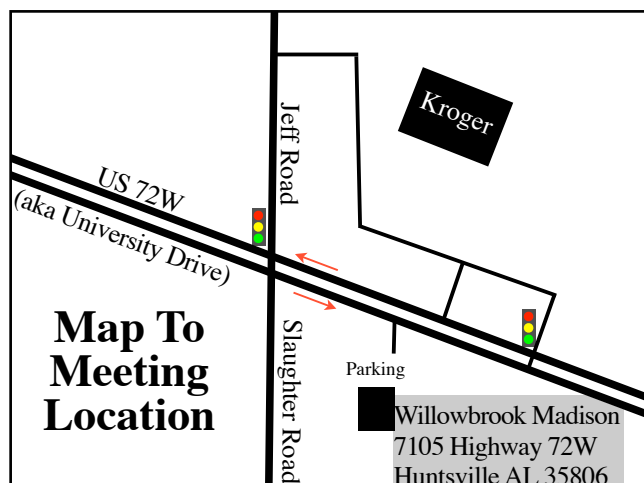 Kroger
Jeff Road
US 72W
(aka University Drive)
Map To
Meeting
Location
Slaughter Road
Parking
Willowbrook Madison
7105 Highway 72W
Huntsville AL 35806